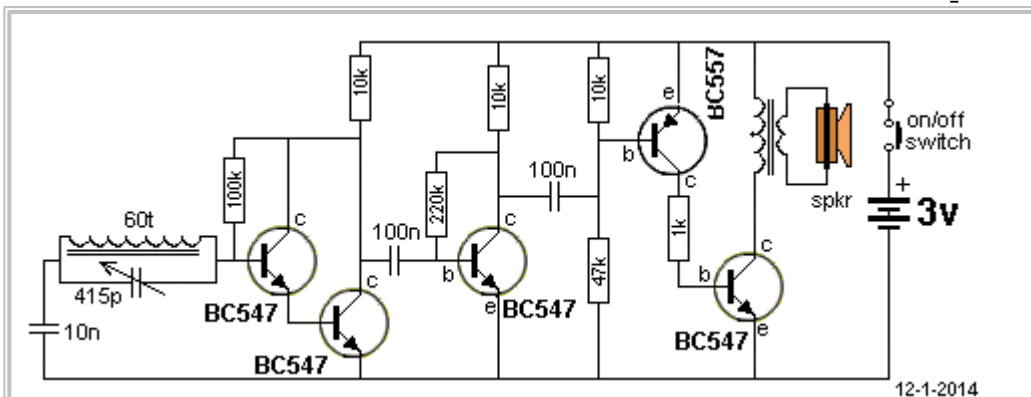 10k
10k
10k
BC557
e
b
c
on/off
switch
spkr
+
3v
100k
60t
415p
10n
c
BC547
100n
220k
c
BC547
b
c
e
BC547
100n
47k
1k
b
c
e
BC547
12-1-2014